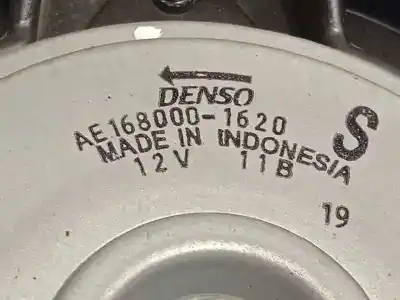 DENSO
AE168000-1620
MADE IN INDONESIA
12V 11B
S
19